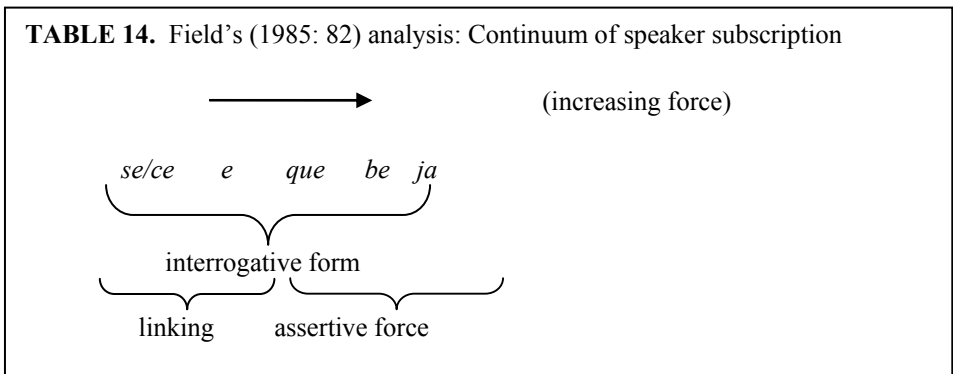 TABLE 14. Field’s (1985: 82) analysis: Continuum of speaker subscription
(increasing force)
se/ce e que be ja
interrogative form
linking assertive force